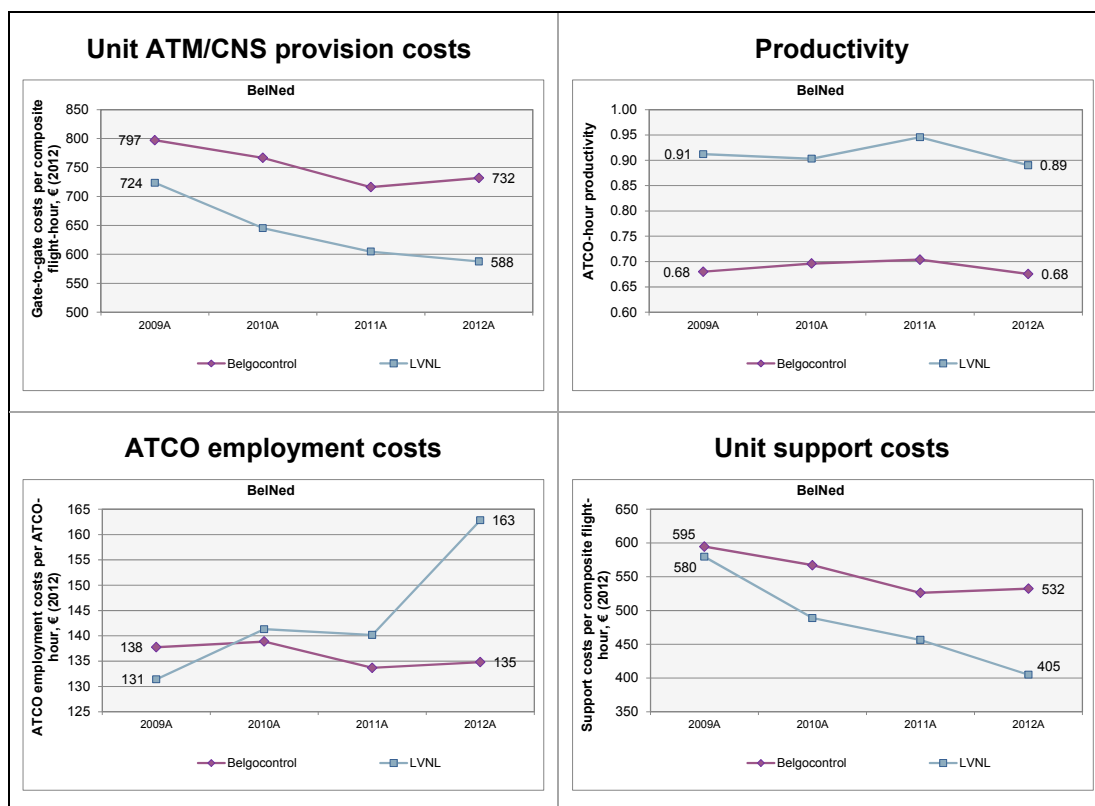 Unit ATM/CNS provision costs
BelNed
Gate-to-gate costs per composite
flight-hour, € (2012)
850
800
750
700
650
600
550
500
797
724
732
588
2009A 2010A 2011A 2012A
Belgocontrol LVNL
Productivity
BelNed
ATCO-hour productivity
1.00
0.95
0.90
0.85
0.80
0.75
0.70
0.65
0.60
0.91
0.68
0.89
0.68
2009A 2010A 2011A 2012A
Belgocontrol LVNL
ATCO employment costs
BelNed
ATCO employment costs per ATCO-
hour, € (2012)
165
160
155
150
145
140
135
130
125
138
131
163
135
2009A 2010A 2011A 2012A
Belgocontrol LVNL
Unit support costs
BelNed
Support costs per composite flight-
hour, € (2012)
650
600
550
500
450
400
350
595
580
532
405
2009A 2010A 2011A 2012A
Belgocontrol LVNL